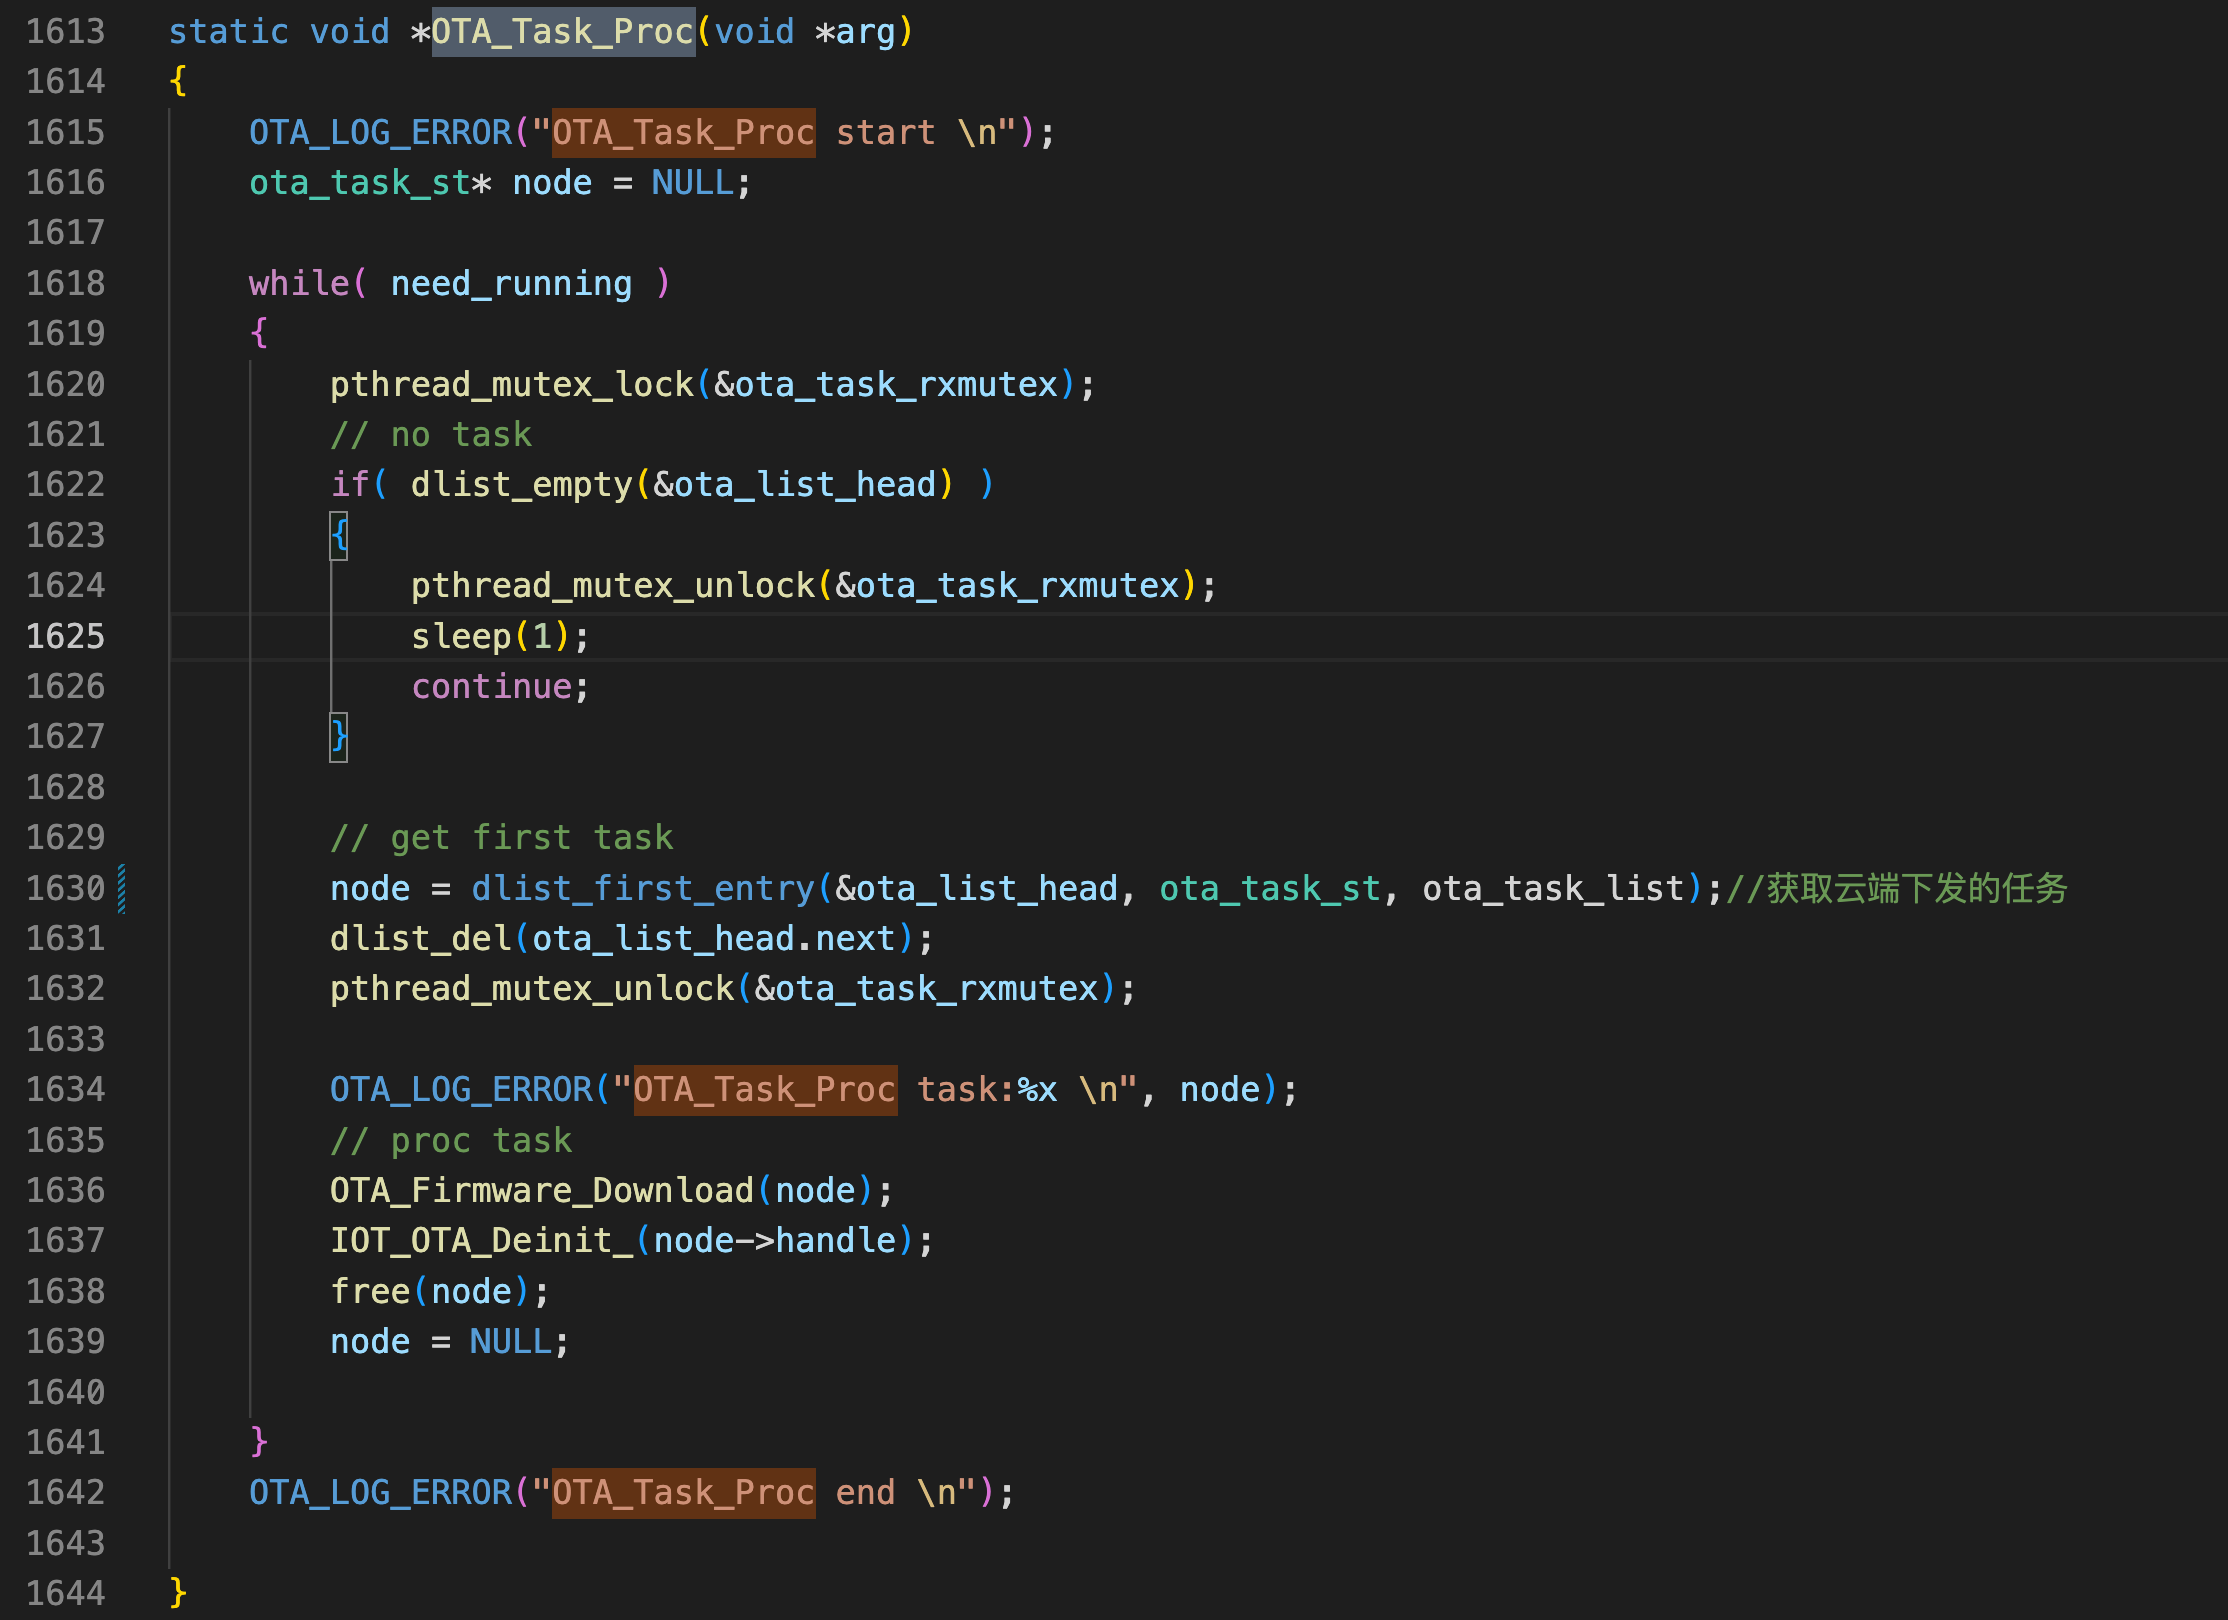 1613 static void *OTA_Task_Proc(void *arg)
1614 {
1615     OTA_LOG_ERROR("OTA_Task_Proc start \n");
1616     ota_task_st* node = NULL;
1617
1618     while( need_running )
1619     {
1620         pthread_mutex_lock(&ota_task_rxmutex);
1621         // no task
1622         if( dlist_empty(&ota_list_head) )
1623         {
1624             pthread_mutex_unlock(&ota_task_rxmutex);
1625             sleep(1);
1626             continue;
1627         }
1628
1629         // get first task
1630         node = dlist_first_entry(&ota_list_head, ota_task_st, ota_task_list);//获取云端下发的任务
1631         dlist_del(ota_list_head.next);
1632         pthread_mutex_unlock(&ota_task_rxmutex);
1633
1634         OTA_LOG_ERROR("OTA_Task_Proc task:%x \n", node);
1635         // proc task
1636         OTA_Firmware_Download(node);
1637         IOT_OTA_Deinit_(node->handle);
1638         free(node);
1639         node = NULL;
1640
1641     }
1642     OTA_LOG_ERROR("OTA_Task_Proc end \n");
1643
1644 }